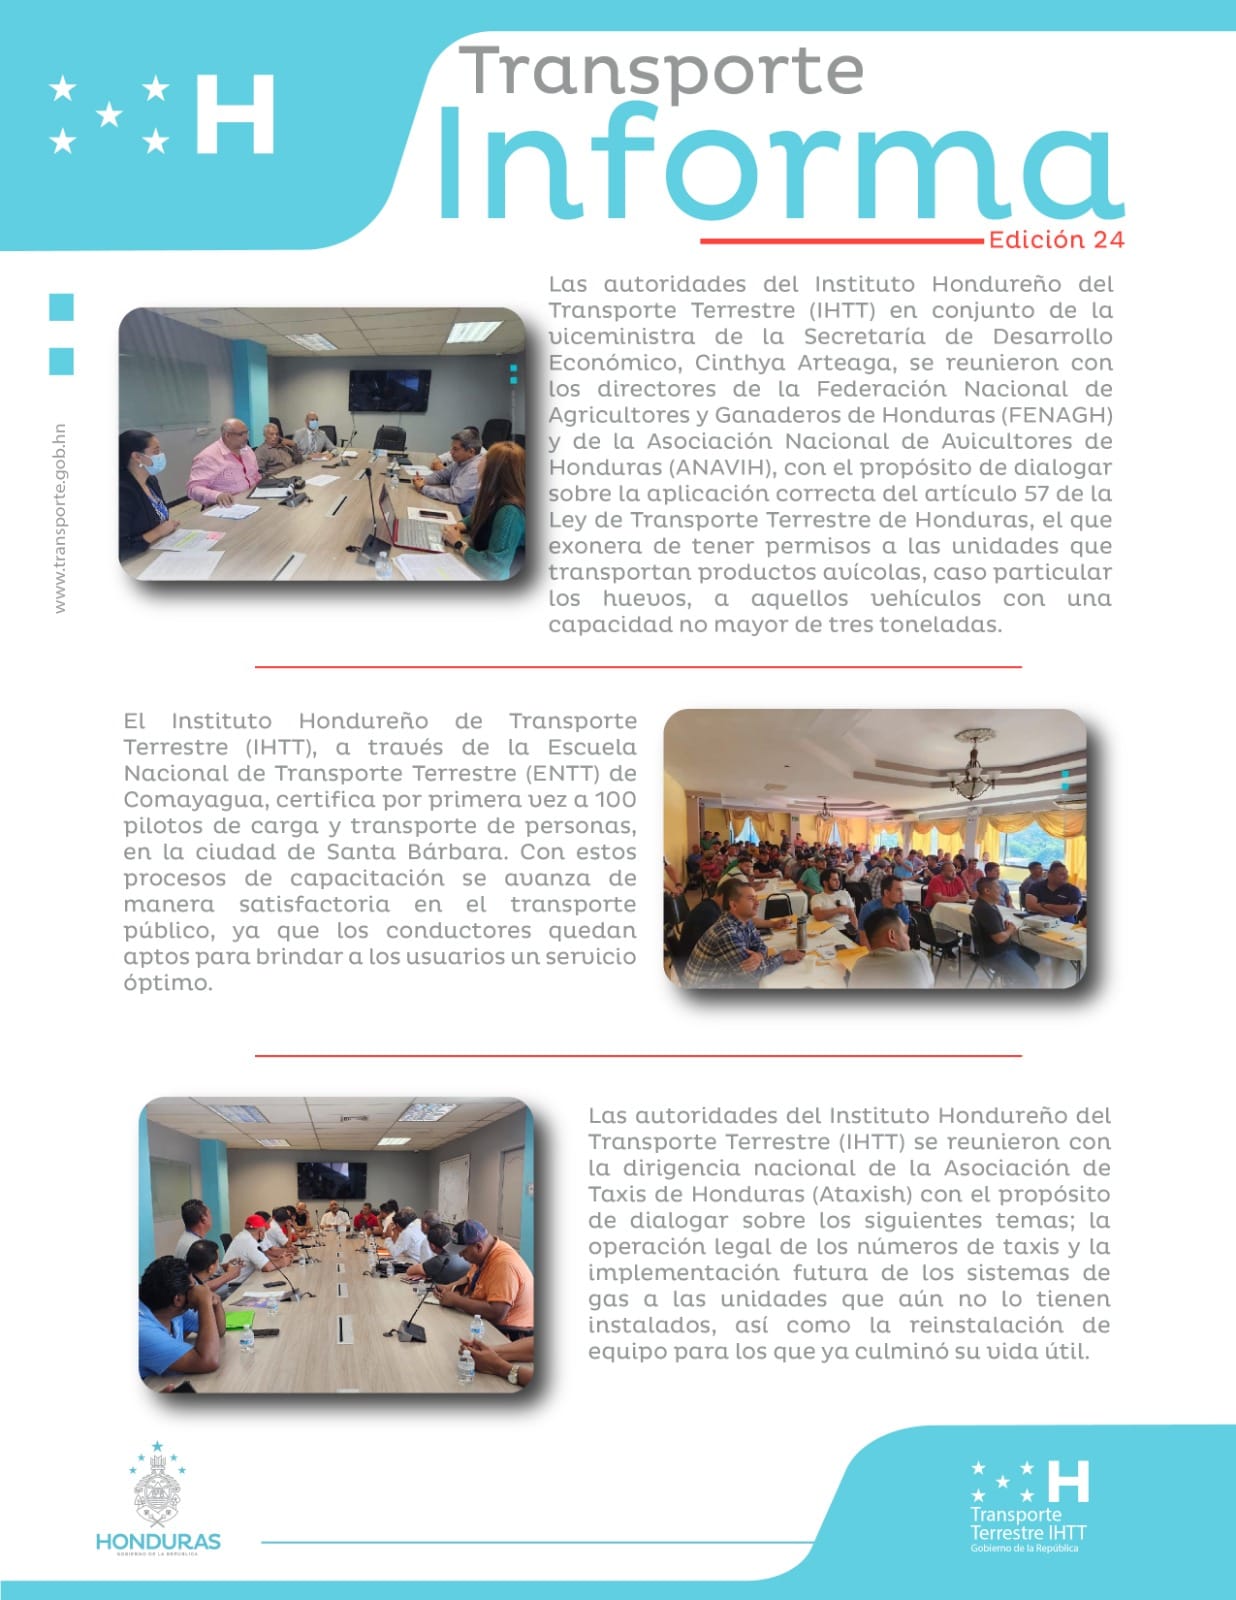 H
Transporte
Informa
Edición 24
www.transporte.gob.hn
Las autoridades del Instituto Hondureño del
Transporte Terrestre (IHTT) en conjunto de la
viceministra de la Secretaría de Desarrollo
Económico, Cinthya Arteaga, se reunieron con
los directores de la Federación Nacional de
Agricultores y Ganaderos de Honduras (FENAGH)
y de la Asociación Nacional de Avicultores de
Honduras (ANAVIH), con el propósito de dialogar
sobre la aplicación correcta del artículo 57 de la
Ley de Transporte Terrestre de Honduras, el que
exonera de tener permisos a las unidades que
transportan productos avícolas, caso particular
los huevos, a aquellos vehículos con una
capacidad no mayor de tres toneladas.
El Instituto Hondureño de Transporte
Terrestre (IHTT), a través de la Escuela
Nacional de Transporte Terrestre (ENTT) de
Comayagua, certifica por primera vez a 100
pilotos de carga y transporte de personas,
en la ciudad de Santa Bárbara. Con estos
procesos de capacitación se avanza de
manera satisfactoria en el transporte
público, ya que los conductores quedan
aptos para brindar a los usuarios un servicio
óptimo.
Las autoridades del Instituto Hondureño del
Transporte Terrestre (IHTT) se reunieron con
la dirigencia nacional de la Asociación de
Taxis de Honduras (Ataxish) con el propósito
de dialogar sobre los siguientes temas; la
operación legal de los números de taxis y la
implementación futura de los sistemas de
gas a las unidades que aún no lo tienen
instalados, así como la reinstalación de
equipo para los que ya culminó su vida útil.
HONDURAS
GOBIERNO DE LA REPÚBLICA
H
Transporte
Terrestre IHTT
Gobierno de la República